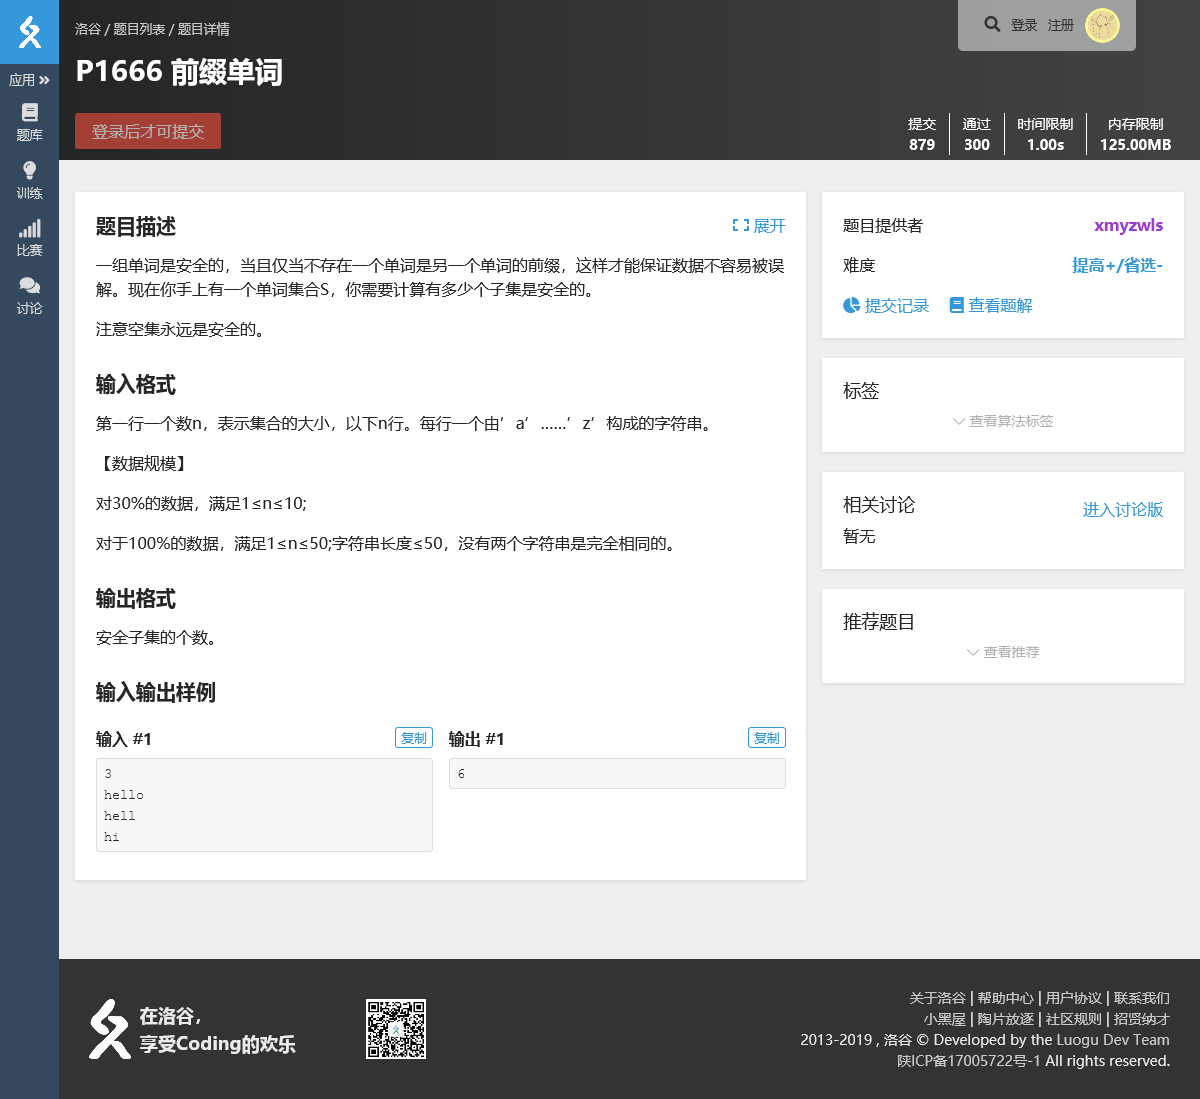 洛谷 / 题目列表 / 题目详情
登录 注册
应用
P1666 前缀单词
题库
登录后才可提交
提交 通过 时间限制 内存限制
879 300 1.00s 125.00MB
训练
比赛
讨论
题目描述
展开
一组单词是安全的，当且仅当不存在一个单词是另一个单词的前缀，这样才能保证数据不容易被误
解。现在你手上有一个单词集合S，你需要计算有多少个子集是安全的。
注意空集永远是安全的。
输入格式
第一行一个数n，表示集合的大小，以下n行。每行一个由’a’……’z’构成的字符串。
【数据规模】
对30%的数据，满足1≤n≤10;
对于100%的数据，满足1≤n≤50;字符串长度≤50，没有两个字符串是完全相同的。
输出格式
安全子集的个数。
输入输出样例
输入 #1
复制
3
hello
hell
hi
输出 #1
复制
6
题目提供者
xmyzwls
难度
提高+/省选-
提交记录 查看题解
标签
查看算法标签
相关讨论
进入讨论版
暂无
推荐题目
查看推荐
在洛谷，
享受Coding的欢乐
关于洛谷 | 帮助中心 | 用户协议 | 联系我们
小黑屋 | 陶片放逐 | 社区规则 | 招贤纳才
2013-2019 , 洛谷 © Developed by the Luogu Dev Team
陕ICP备17005722号-1 All rights reserved.